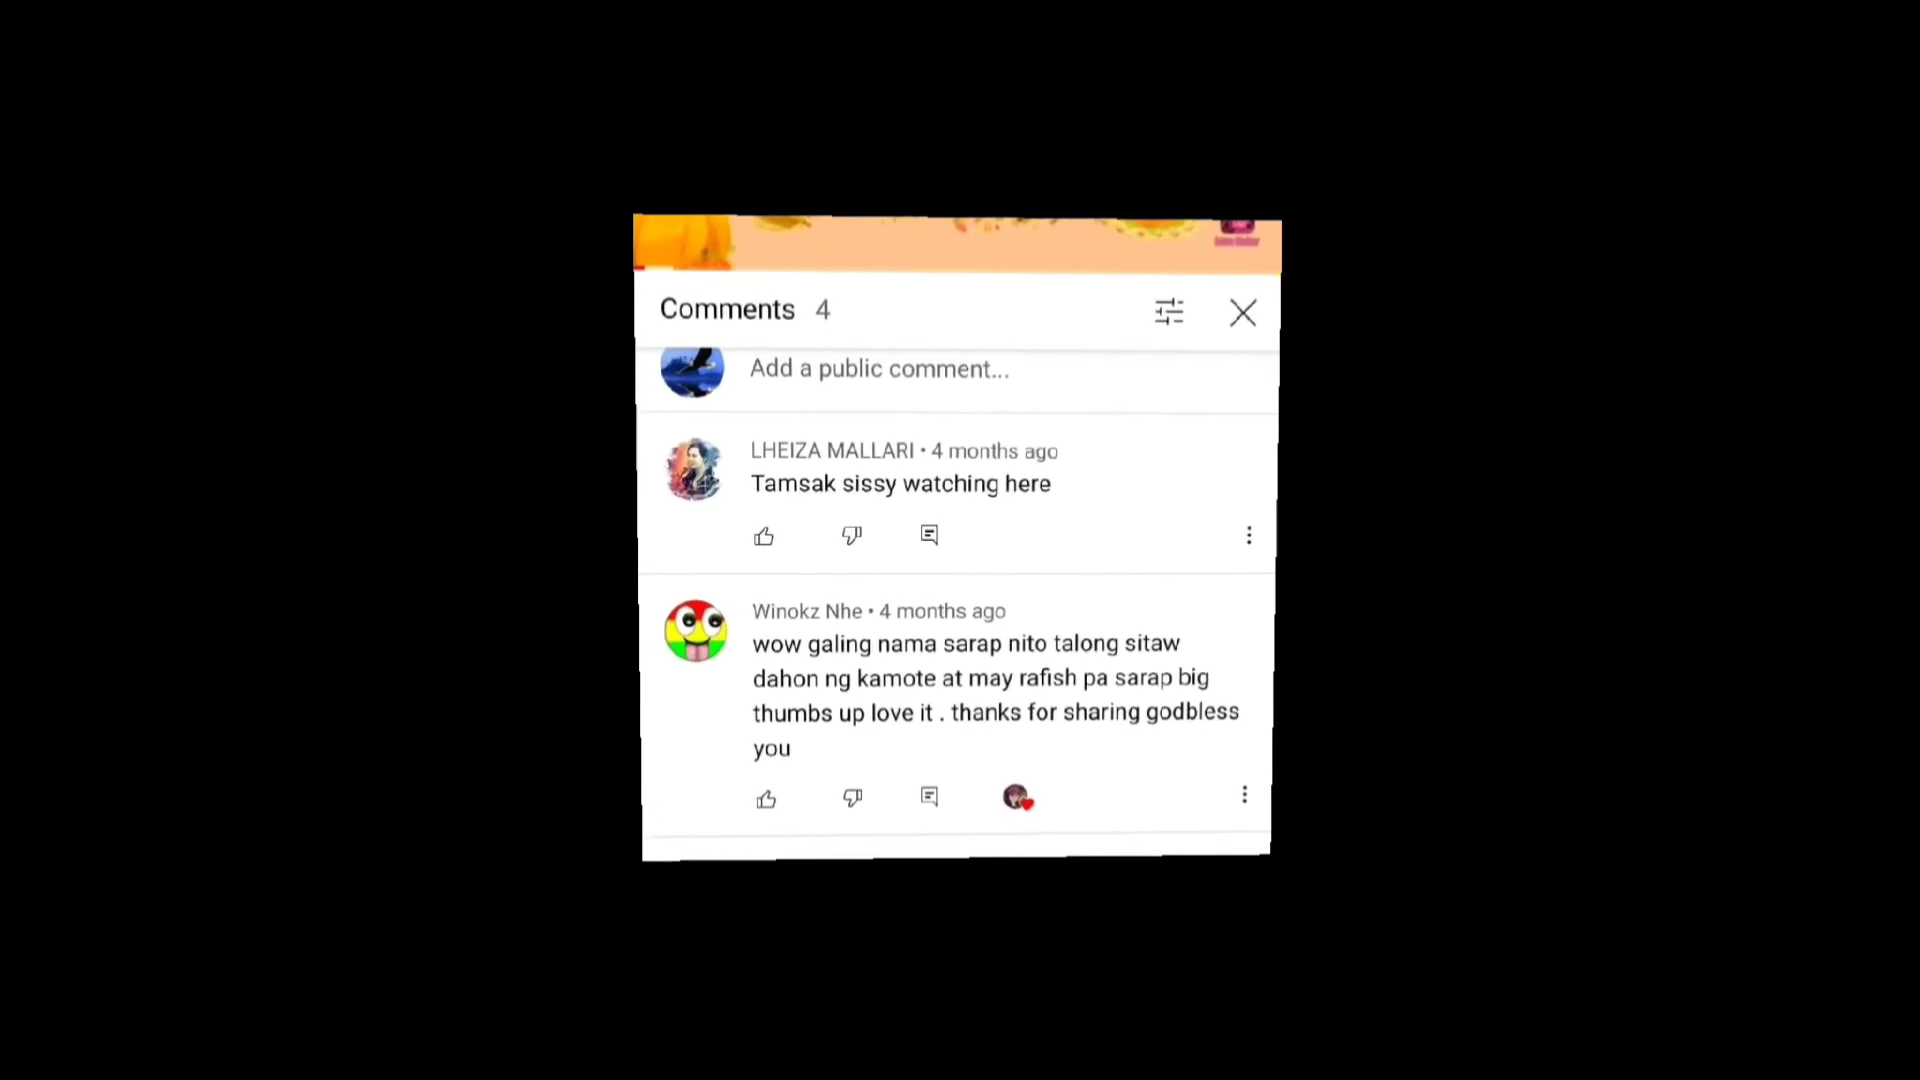 Comments 4
Add a public comment...
LHEIZA MALLARI • 4 months ago
Tamsak sissy watching here
Winokz Nhe • 4 months ago
wow galing nama sarap nito talong sitaw
dahon ng kamote at may rafish pa sarap big
thumbs up love it . thanks for sharing godbless
you